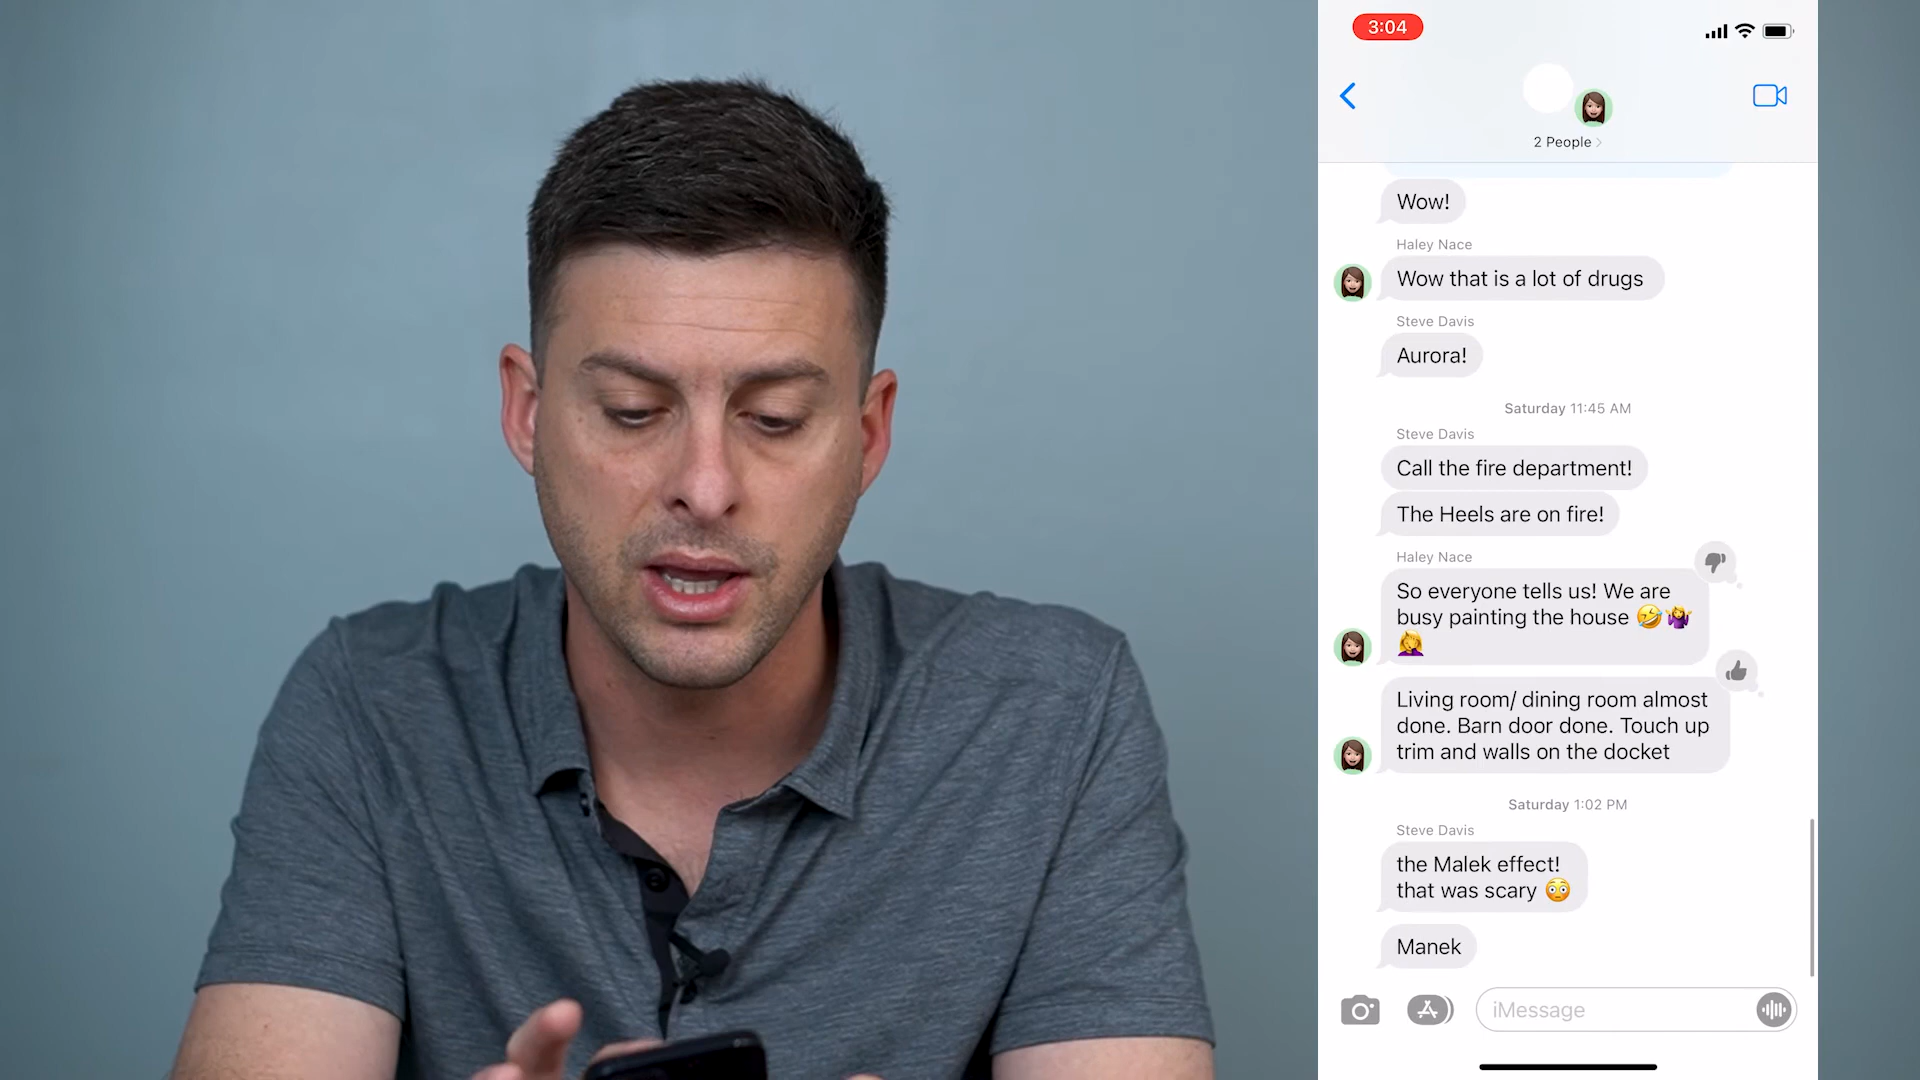 3:04
2 People
Wow!
Haley Nace
Wow that is a lot of drugs
Steve Davis
Aurora!
Saturday 11:45 AM
Steve Davis
Call the fire department!
The Heels are on fire!
Haley Nace
So everyone tells us! We are
busy painting the house 🤣🤷‍♀️
🤦‍♀️
Living room/ dining room almost
done. Barn door done. Touch up
trim and walls on the docket
Saturday 1:02 PM
Steve Davis
the Malek effect!
that was scary 😳
Manek
iMessage